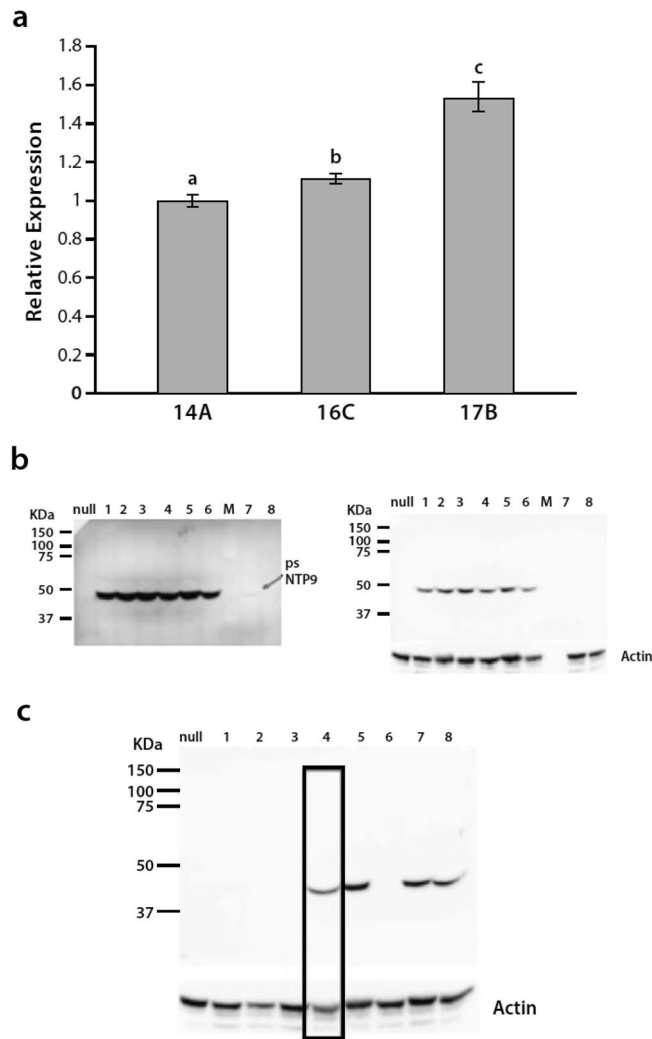 a
Relative Expression
1.8
1.6
1.4
1.2
1
0.8
0.6
0.4
0.2
0
a
b
c
14A
16C
17B
b
KDa
null 1 2 3 4 5 6 M 7 8
150
100
75
50
37
ps
NTP9
KDa
null 1 2 3 4 5 6 M 7 8
150
100
75
50
37
Actin
c
KDa
null 1 2 3 4 5 6 7 8
150
100
75
50
37
Actin